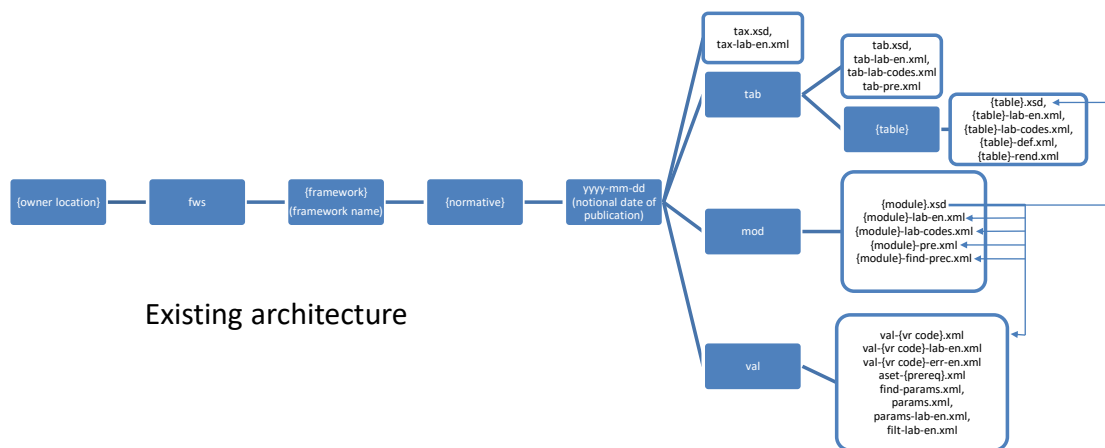 tax.xsd,
tax-lab-en.xml
tab
tab.xsd,
tab-lab-en.xml,
tab-lab-codes.xml
tab-pre.xml
{table}
{table}.xsd,
{table}-lab-en.xml,
{table}-lab-codes.xml,
{table}-def.xml,
{table}-rend.xml
{owner location}
fws
{framework}
(framework name)
{normative}
yyyy-mm-dd
(notional date of
publication)
mod
{module}.xsd
{module}-lab-en.xml
{module}-lab-codes.xml
{module}-pre.xml
{module}-find-prec.xml
Existing architecture
val
val-{vr code}.xml
val-{vr code}-lab-en.xml
val-{vr code}-err-en.xml
aset-{prereq}.xml
find-params.xml,
params.xml,
params-lab-en.xml,
filt-lab-en.xml